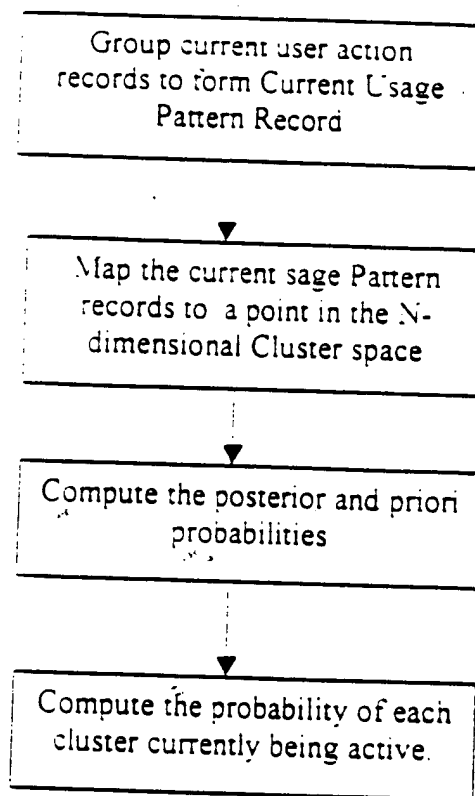 Group current user action
records to form Current Usage
Pattern Record
Map the current sage Pattern
records to a point in the N-
dimensional Cluster space
Compute the posterior and priori
probabilities
Compute the probability of each
cluster currently being active.